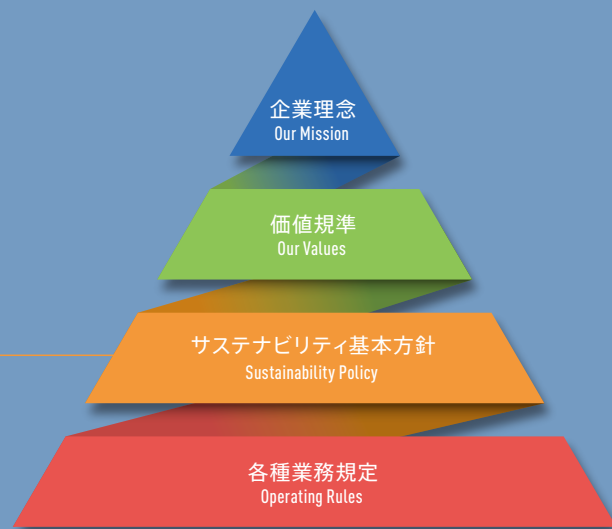 企業理念
Our Mission
価値規準
Our Values
サステナビリティ基本方針
Sustainability Policy
各種業務規定
Operating Rules